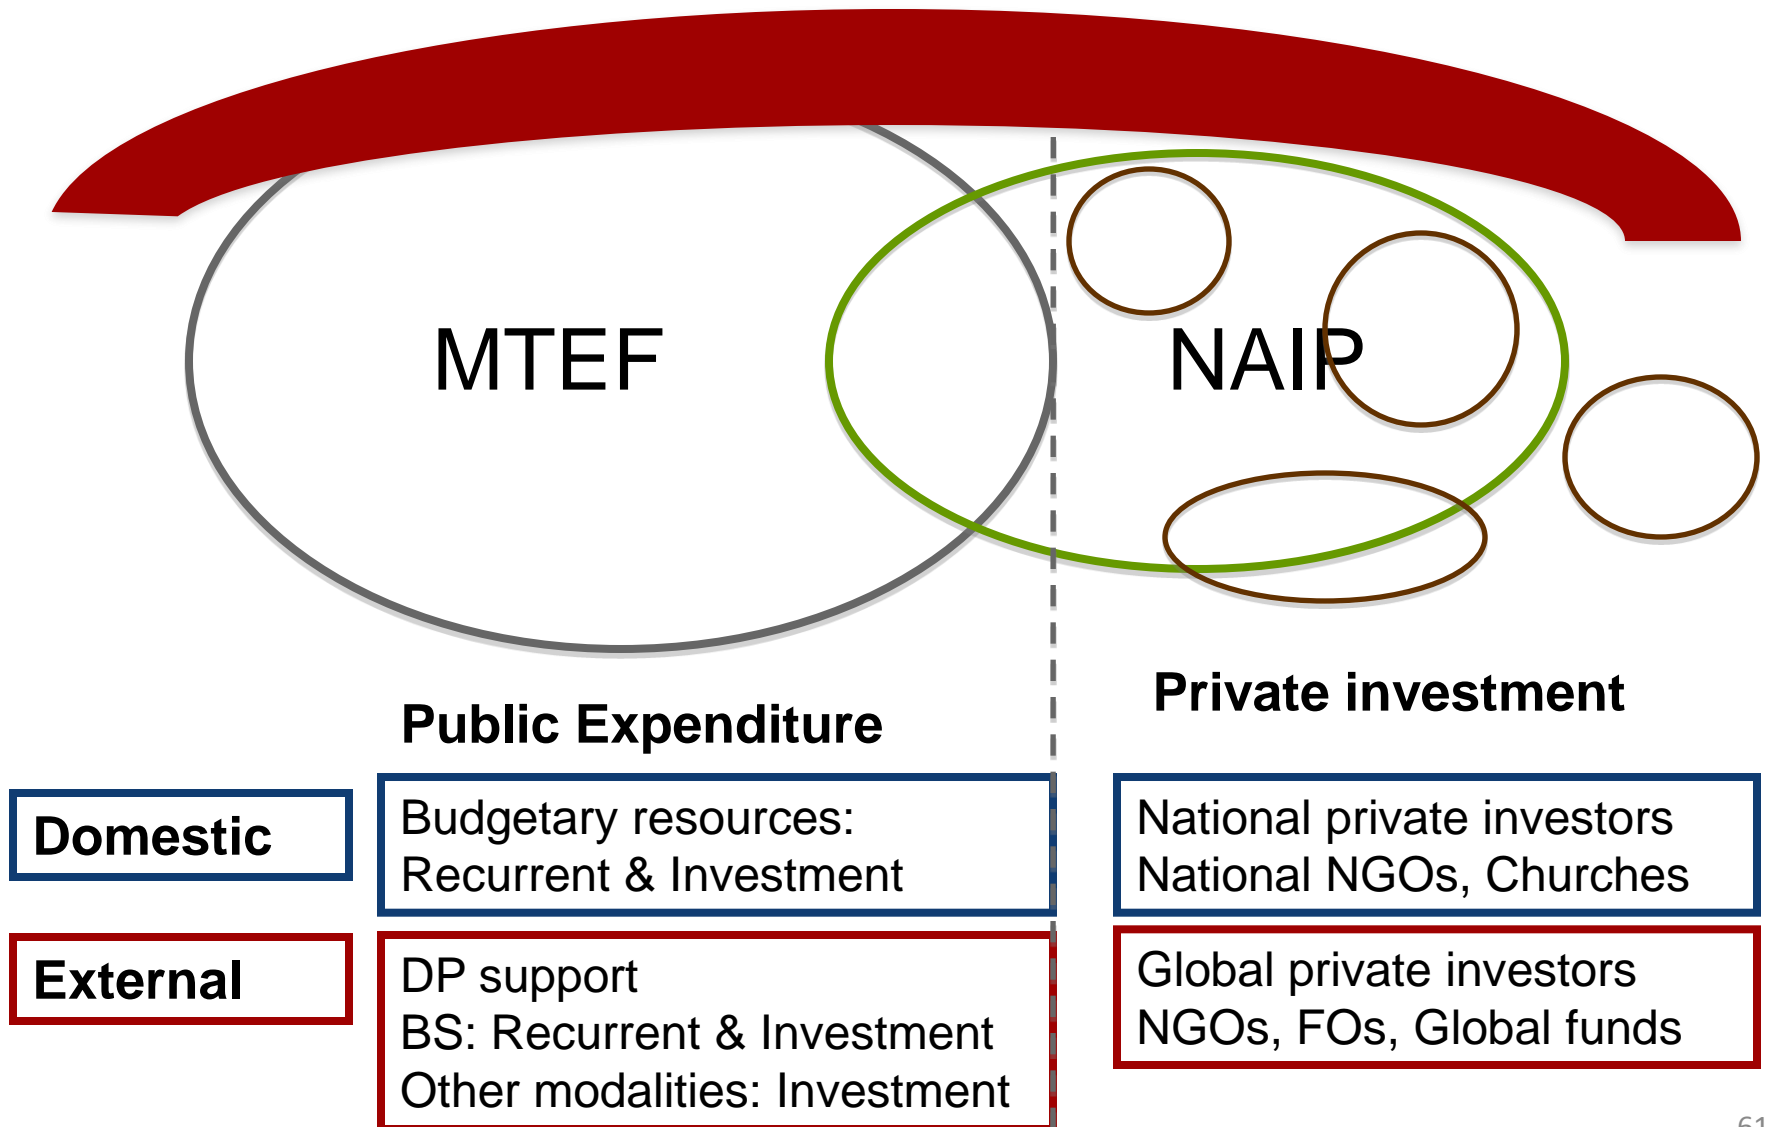 MTEF
NAIP
Public Expenditure
Private investment
Domestic
Budgetary resources:
Recurrent & Investment
National private investors
National NGOs, Churches
External
DP support
BS: Recurrent & Investment
Other modalities: Investment
Global private investors
NGOs, FOs, Global funds
61